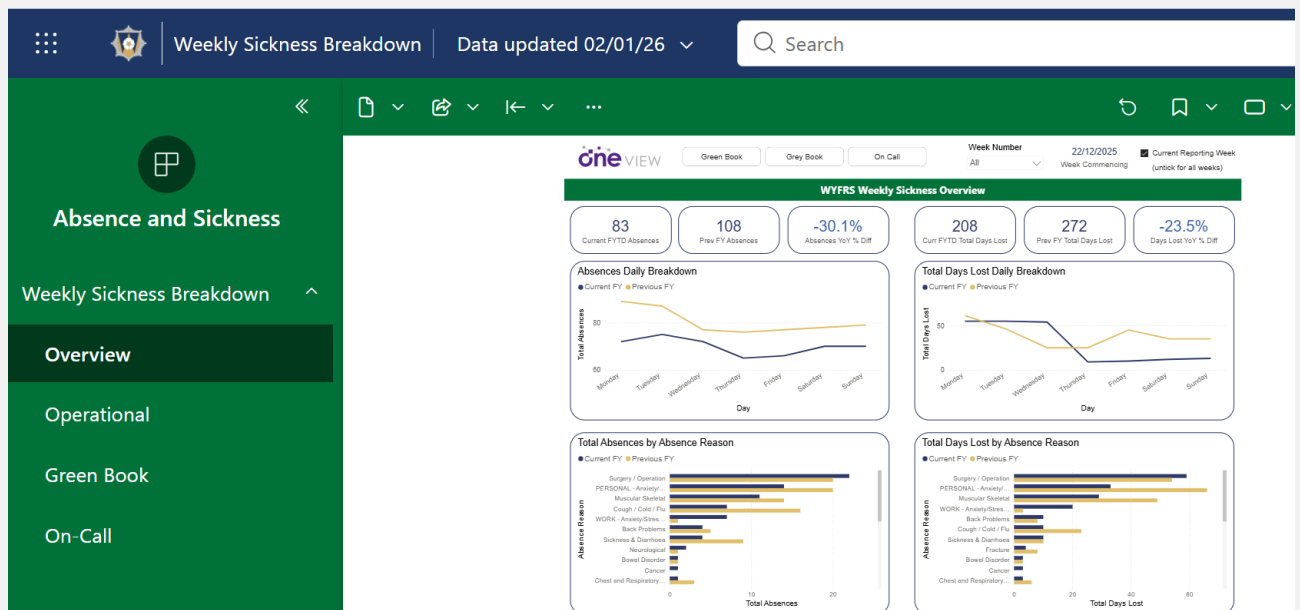 Weekly Sickness Breakdown
Data updated 02/01/26
Search
Absence and Sickness
Weekly Sickness Breakdown
Overview
Operational
Green Book
On-Call
one VIEW
Green Book
Grey Book
On Call
Week Number
All
22/12/2025
Week Commencing
Current Reporting Week
(untick for all weeks)
WYFRS Weekly Sickness Overview
83
Current FYTD Absences
108
Prev FY Absences
-30.1%
Absences YoY % Diff
208
Curr FYTD Total Days Lost
272
Prev FY Total Days Lost
-23.5%
Days Lost YoY % Diff
Absences Daily Breakdown
Current FY Previous FY
Total Absences
80
60
Monday Tuesday Wednesday Thursday Friday Saturday Sunday
Day
Total Days Lost Daily Breakdown
Current FY Previous FY
Total Days Lost
50
0
Monday Tuesday Wednesday Thursday Friday Saturday Sunday
Day
Total Absences by Absence Reason
Current FY Previous FY
Absence Reason
Surgery / Operation
PERSONAL - Anxiety/...
Muscular Skeletal
Cough / Cold / Flu
WORK - Anxiety/Stres...
Back Problems
Sickness & Diarrhoea
Neurological
Bowel Disorder
Cancer
Chest and Respiratory...
0 10 20
Total Absences
Total Days Lost by Absence Reason
Current FY Previous FY
Absence Reason
Surgery / Operation
PERSONAL - Anxiety/...
Muscular Skeletal
WORK - Anxiety/Stres...
Back Problems
Cough / Cold / Flu
Sickness & Diarrhoea
Fracture
Bowel Disorder
Cancer
Chest and Respiratory...
0 20 40 60
Total Days Lost